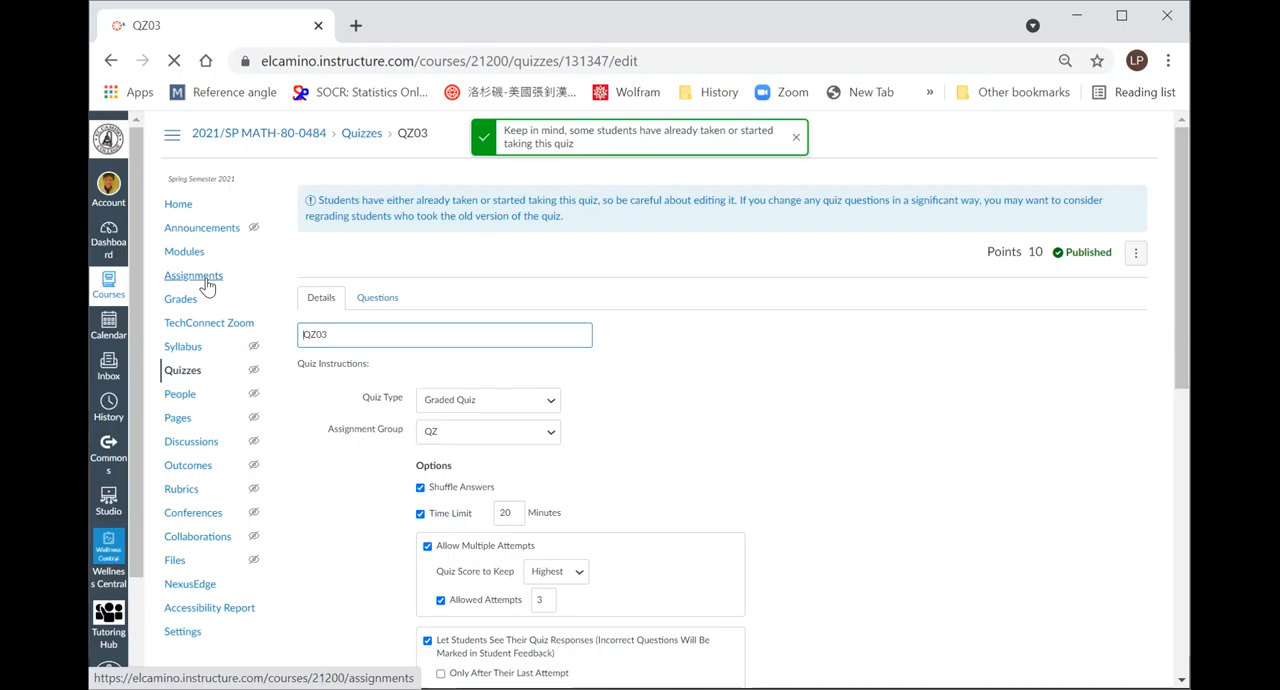 QZ03
elcamino.instructure.com/courses/21200/quizzes/131347/edit
LP
Apps
Reference angle
SOCR: Statistics Onl...
洛杉磯-美國張釗漢...
Wolfram
History
Zoom
New Tab
»
Other bookmarks
Reading list
2021/SP MATH-80-0484 › Quizzes › QZ03
Keep in mind, some students have already taken or started
taking this quiz
Account
Dashboa
rd
Courses
Calendar
Inbox
History
Common
s
Studio
Wellness
Central
Wellnes
s Central
Tutoring
Hub
Spring Semester 2021
Home
Announcements
Modules
Assignments
Grades
TechConnect Zoom
Syllabus
Quizzes
People
Pages
Discussions
Outcomes
Rubrics
Conferences
Collaborations
Files
NexusEdge
Accessibility Report
Settings
Students have either already taken or started taking this quiz, so be careful about editing it. If you change any quiz questions in a significant way, you may want to consider
regrading students who took the old version of the quiz.
Points 10 Published
Details Questions
QZ03
Quiz Instructions:
Quiz Type Graded Quiz
Assignment Group QZ
Options
Shuffle Answers
Time Limit 20 Minutes
Allow Multiple Attempts
Quiz Score to Keep Highest
Allowed Attempts 3
Let Students See Their Quiz Responses (Incorrect Questions Will Be
Marked in Student Feedback)
Only After Their Last Attempt
https://elcamino.instructure.com/courses/21200/assignments